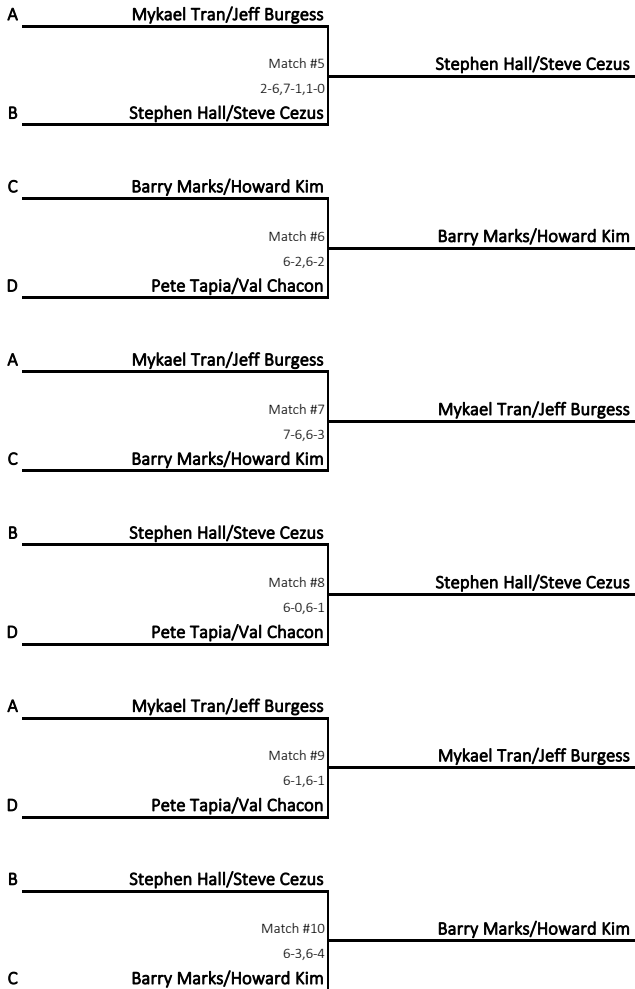 A Mykael Tran/Jeff Burgess
Match #5 Stephen Hall/Steve Cezus
2-6,7-1,1-0
B Stephen Hall/Steve Cezus
C Barry Marks/Howard Kim
Match #6 Barry Marks/Howard Kim
6-2,6-2
D Pete Tapia/Val Chacon
A Mykael Tran/Jeff Burgess
Match #7 Mykael Tran/Jeff Burgess
7-6,6-3
C Barry Marks/Howard Kim
B Stephen Hall/Steve Cezus
Match #8 Stephen Hall/Steve Cezus
6-0,6-1
D Pete Tapia/Val Chacon
A Mykael Tran/Jeff Burgess
Match #9 Mykael Tran/Jeff Burgess
6-1,6-1
D Pete Tapia/Val Chacon
B Stephen Hall/Steve Cezus
Match #10 Barry Marks/Howard Kim
6-3,6-4
C Barry Marks/Howard Kim